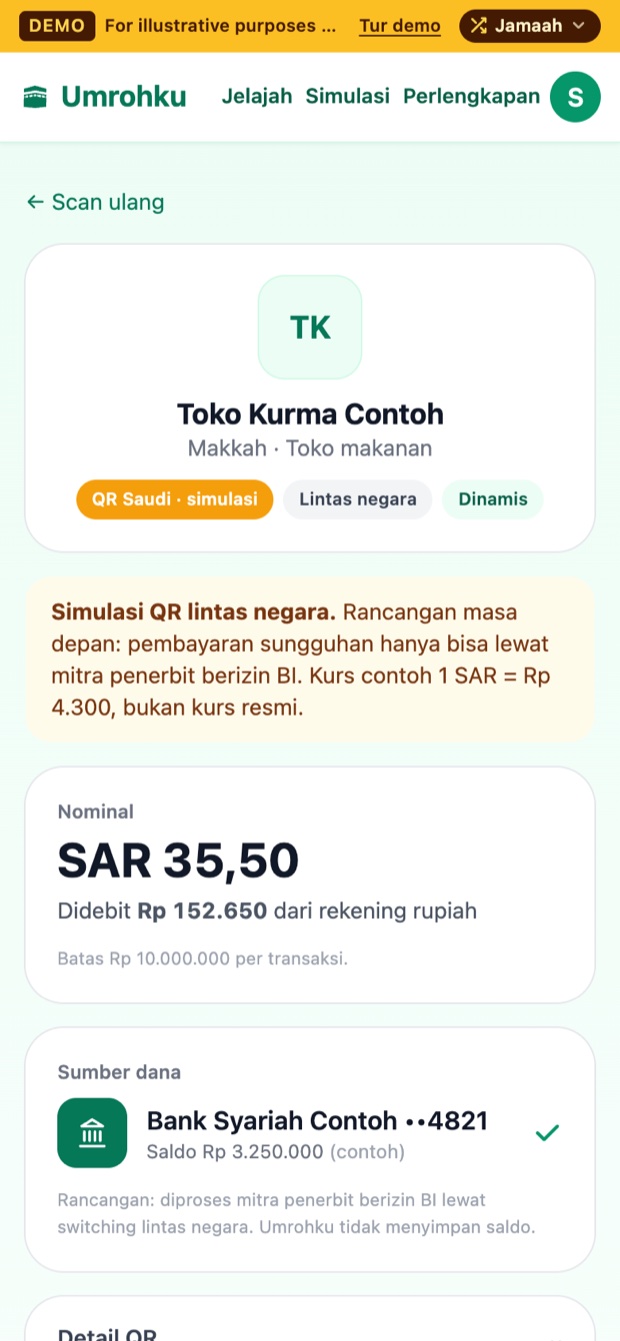 DEMO For illustrative purposes ... Tur demo Jamaah
Umrohku Jelajah Simulasi Perlengkapan S
← Scan ulang
TK
Toko Kurma Contoh
Makkah · Toko makanan
QR Saudi · simulasi Lintas negara Dinamis
Simulasi QR lintas negara. Rancangan masa
depan: pembayaran sungguhan hanya bisa lewat
mitra penerbit berizin BI. Kurs contoh 1 SAR = Rp
4.300, bukan kurs resmi.
Nominal
SAR 35,50
Didebit Rp 152.650 dari rekening rupiah
Batas Rp 10.000.000 per transaksi.
Sumber dana
Bank Syariah Contoh ••4821
Saldo Rp 3.250.000 (contoh)
Rancangan: diproses mitra penerbit berizin BI lewat
switching lintas negara. Umrohku tidak menyimpan saldo.
Detail QR